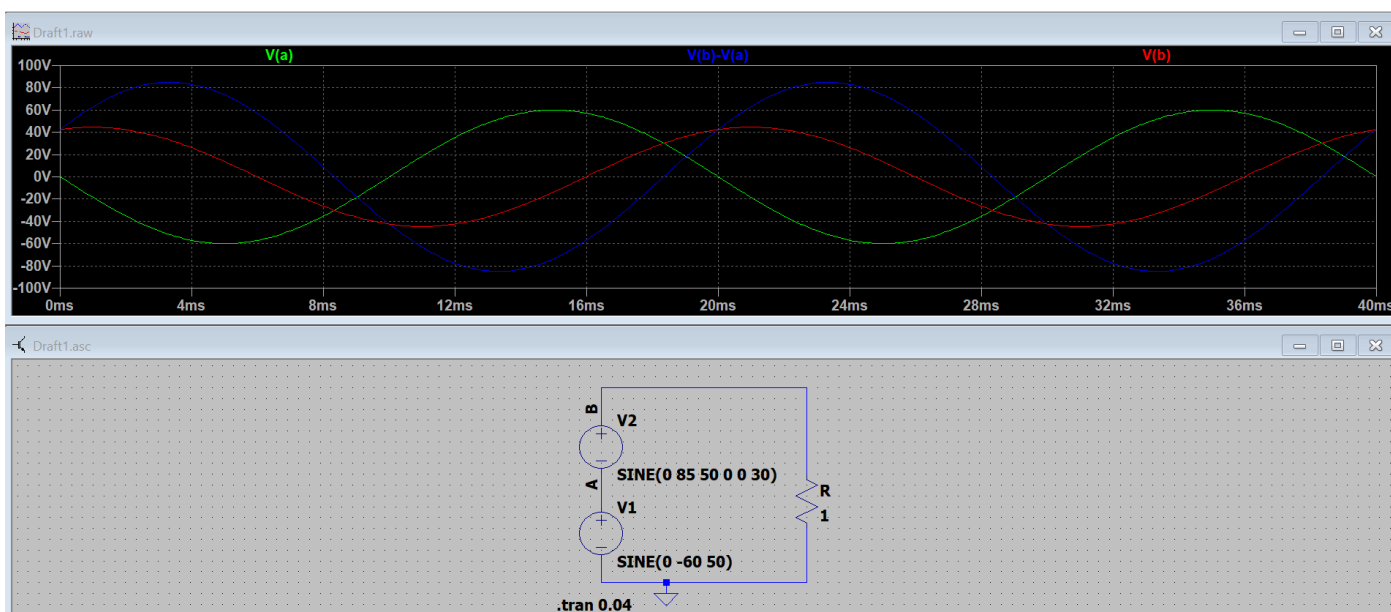 Draft1.raw
V(a) V(b)-V(a) V(b)
100V
80V
60V
40V
20V
0V
-20V
-40V
-60V
-80V
-100V
0ms 4ms 8ms 12ms 16ms 20ms 24ms 28ms 32ms 36ms 40ms
Draft1.asc
B
V2
SINE(0 85 50 0 0 30)
A
V1
SINE(0 -60 50)
R
1
.tran 0.04